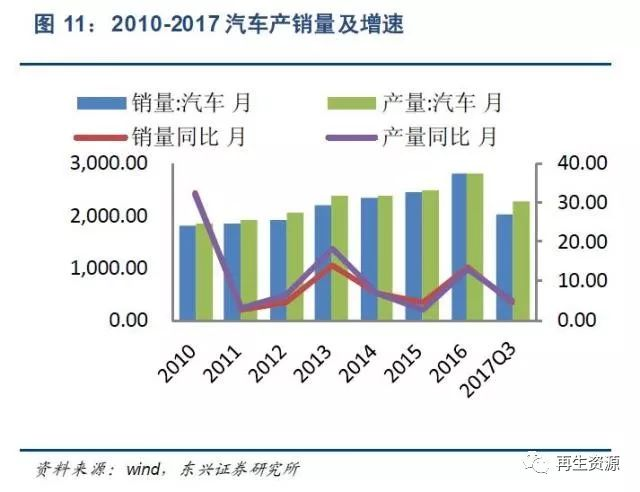 图 11：2010-2017 汽车产销量及增速
销量:汽车 月 产量:汽车 月
销量同比 月 产量同比 月
3,000.00 40.00
2,000.00 30.00
20.00
1,000.00 10.00
0.00 0.00
2010 2011 2012 2013 2014 2015 2016 2017Q3
资料来源：wind，东兴证券研究所
再生资源